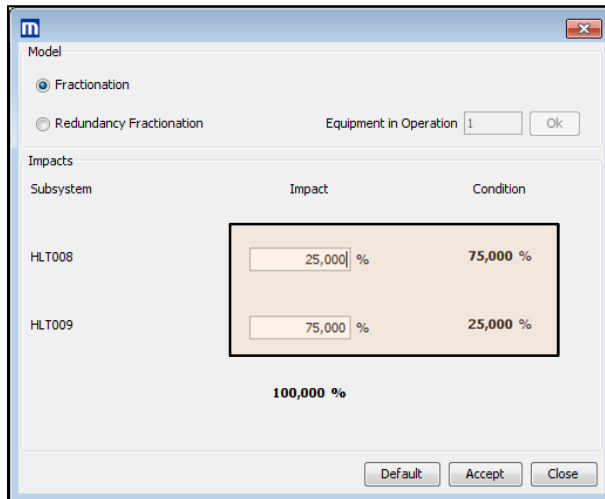 m
Model
Fractionation
Redundancy Fractionation Equipment in Operation 1 Ok
Impacts
Subsystem Impact Condition
HLT008 25,000 % 75,000 %
HLT009 75,000 % 25,000 %
100,000 %
Default Accept Close